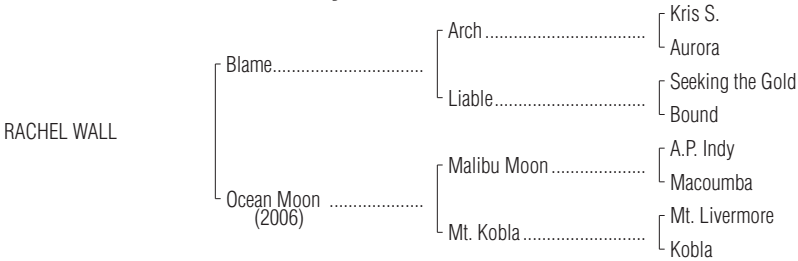 Kris S.
Arch
Aurora
Blame
Seeking the Gold
Liable
Bound
RACHEL WALL
A.P. Indy
Malibu Moon
Macoumba
Ocean Moon
(2006)
Mt. Livermore
Mt. Kobla
Kobla